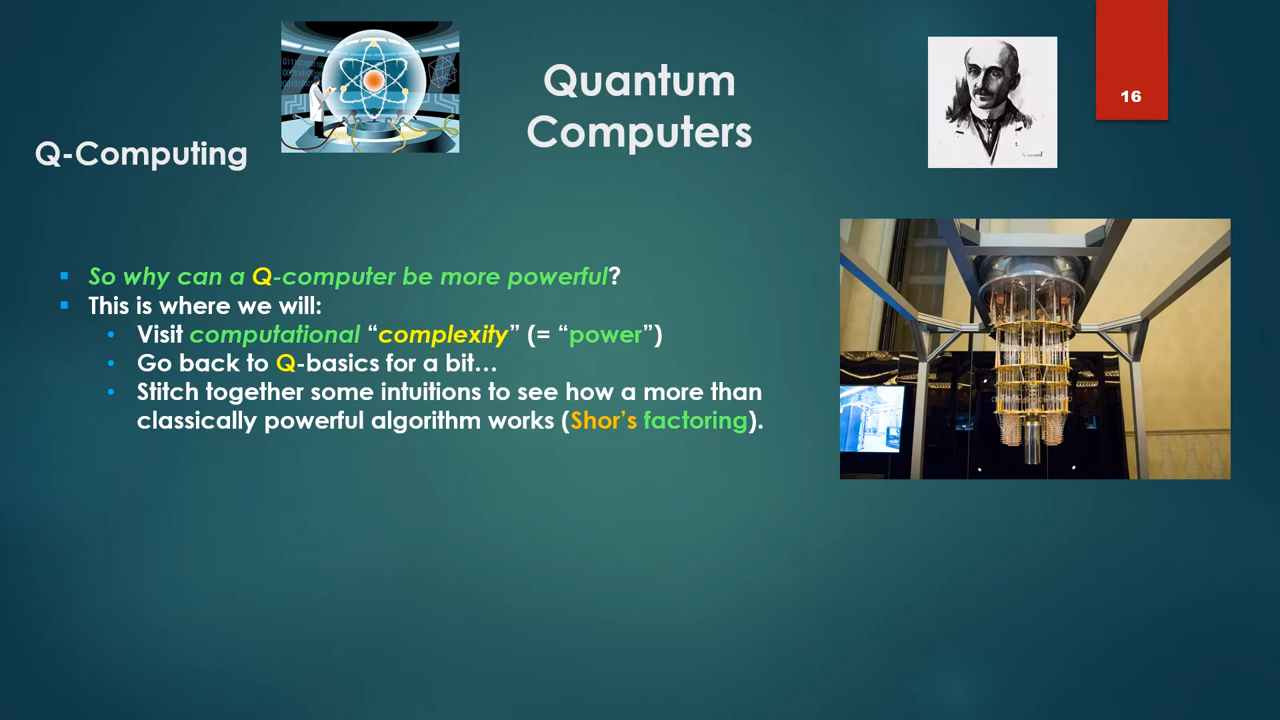 Quantum
Computers
16
Q-Computing
So why can a Q-computer be more powerful?
This is where we will:
Visit computational “complexity” (= “power”)
Go back to Q-basics for a bit…
Stitch together some intuitions to see how a more than
classically powerful algorithm works (Shor’s factoring).